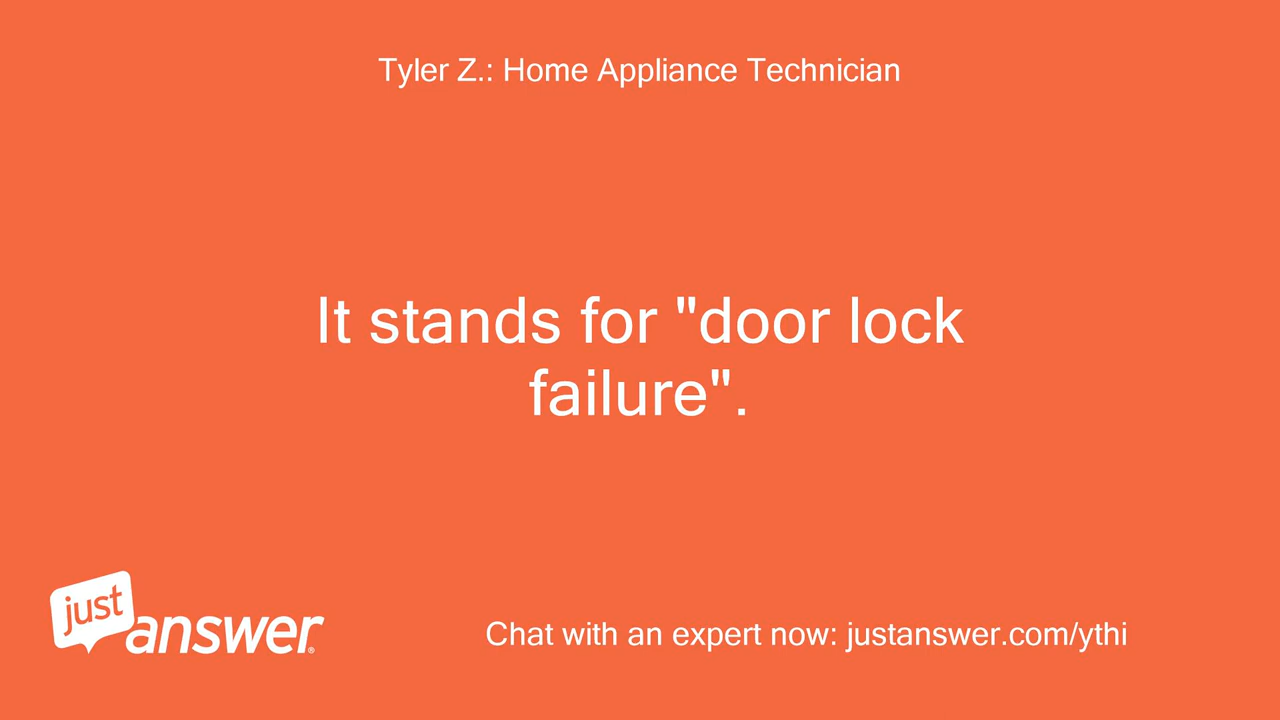 Tyler Z.: Home Appliance Technician
It stands for "door lock
failure".
just
answer®
Chat with an expert now: justanswer.com/ythi